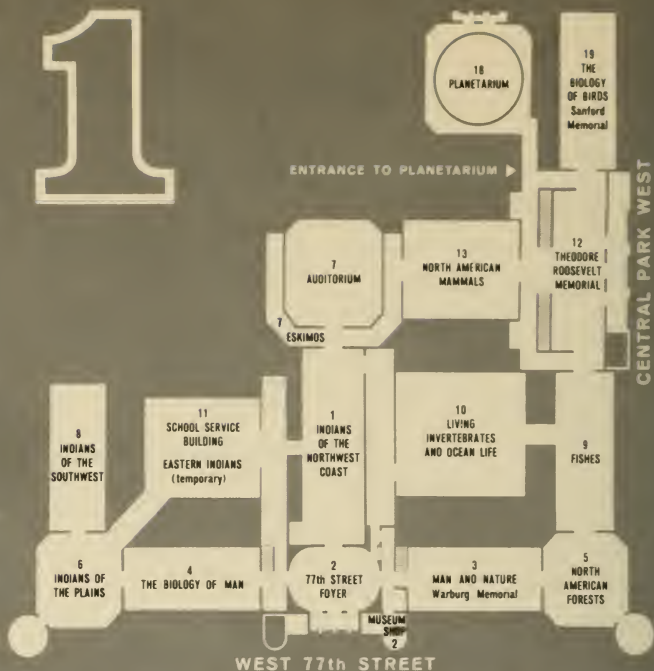 1
18
PLANETARIUM
19
THE
BIOLOGY
OF BIRDS
Sanford
Memorial
ENTRANCE TO PLANETARIUM ▶
CENTRAL PARK WEST
7
AUDITORIUM
13
NORTH AMERICAN
MAMMALS
12
THEODORE
ROOSEVELT
MEMORIAL
7
ESKIMOS
8
INDIANS
OF THE
SOUTHWEST
11
SCHOOL SERVICE
BUILDING
EASTERN INDIANS
(temporary)
1
INDIANS
OF THE
NORTHWEST
COAST
10
LIVING
INVERTEBRATES
AND OCEAN LIFE
9
FISHES
6
INDIANS OF
THE PLAINS
4
THE BIOLOGY OF MAN
2
77th STREET
FOYER
3
MAN AND NATURE
Warburg Memorial
5
NORTH
AMERICAN
FORESTS
MUSEUM
SHOP
2
WEST 77th STREET